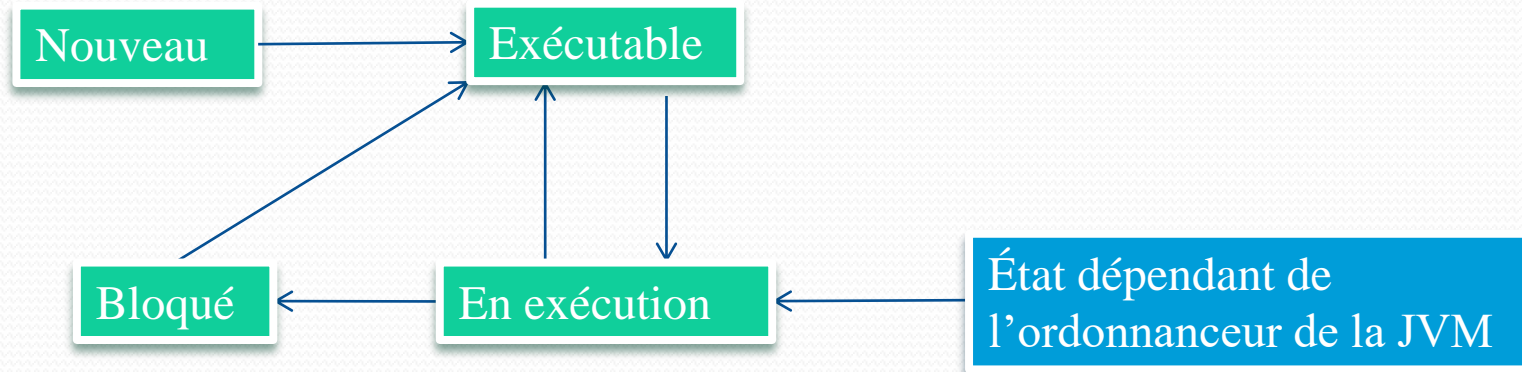 Nouveau
Exécutable
Bloqué
En exécution
État dépendant de
l’ordonnanceur de la JVM